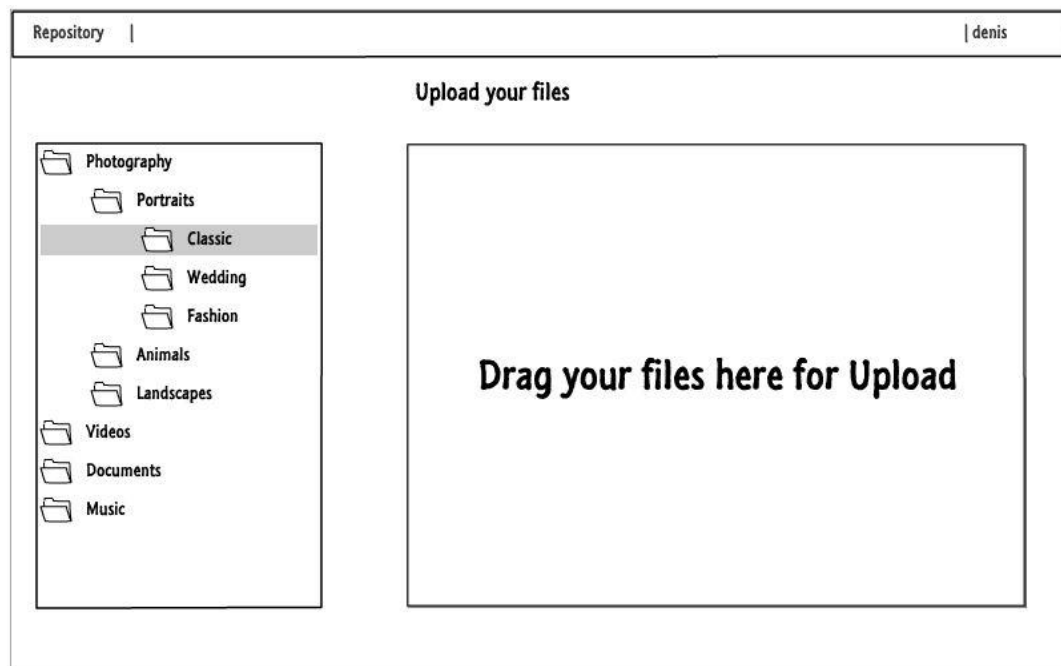 Repository | | denis
Upload your files
Photography
Portraits
Classic
Wedding
Fashion
Animals
Landscapes
Videos
Documents
Music
Drag your files here for Upload